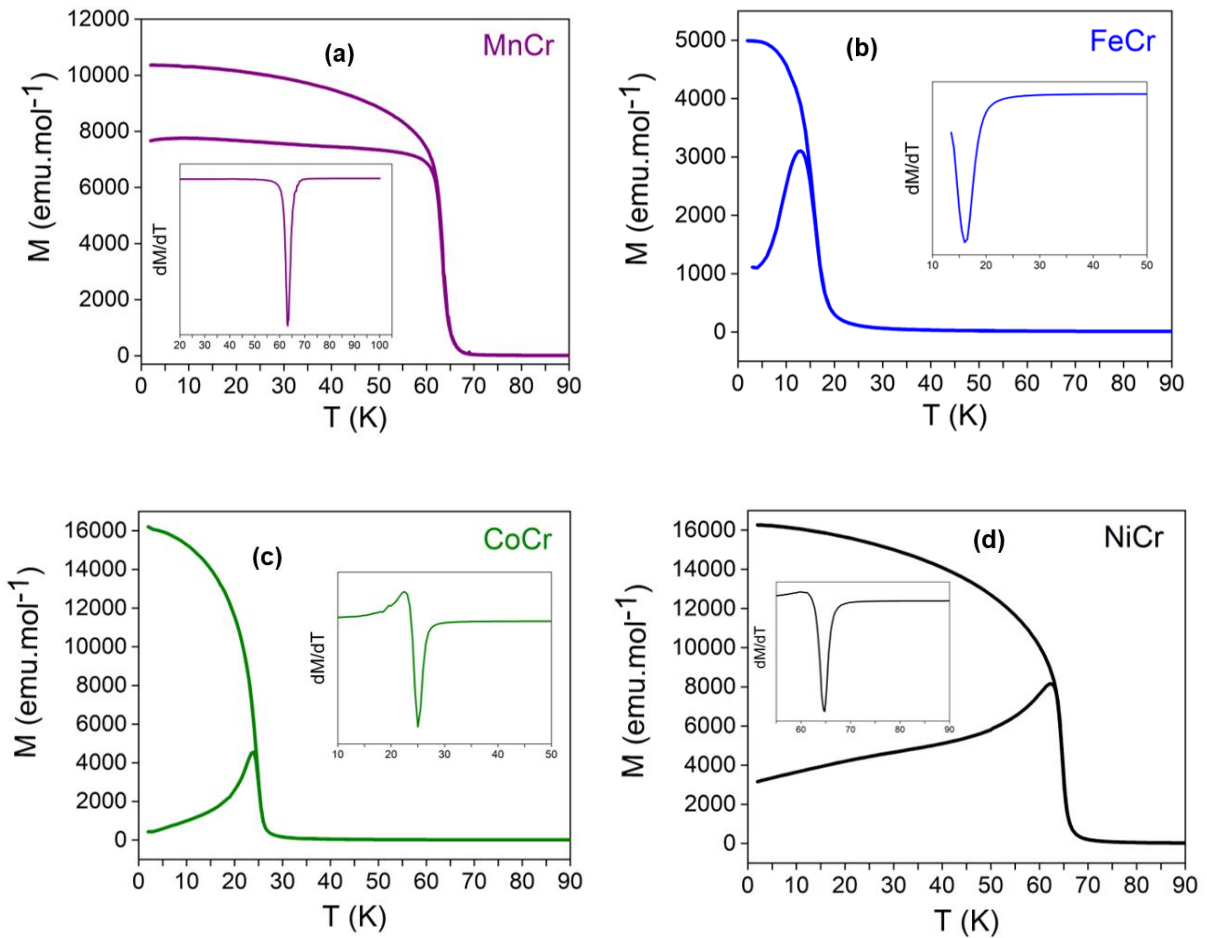 (a)
MnCr
M (emu.mol⁻¹)
12000
10000
8000
6000
4000
2000
0
dM/dT
20 30 40 50 60 70 80 90 100
0 10 20 30 40 50 60 70 80 90
T (K)
(b)
FeCr
M (emu.mol⁻¹)
5000
4000
3000
2000
1000
0
dM/dT
10 20 30 40 50
0 10 20 30 40 50 60 70 80 90
T (K)
(c)
CoCr
M (emu.mol⁻¹)
16000
14000
12000
10000
8000
6000
4000
2000
0
dM/dT
10 20 30 40 50
0 10 20 30 40 50 60 70 80 90
T (K)
(d)
NiCr
M (emu.mol⁻¹)
16000
14000
12000
10000
8000
6000
4000
2000
0
dM/dT
60 70 80 90
0 10 20 30 40 50 60 70 80 90
T (K)